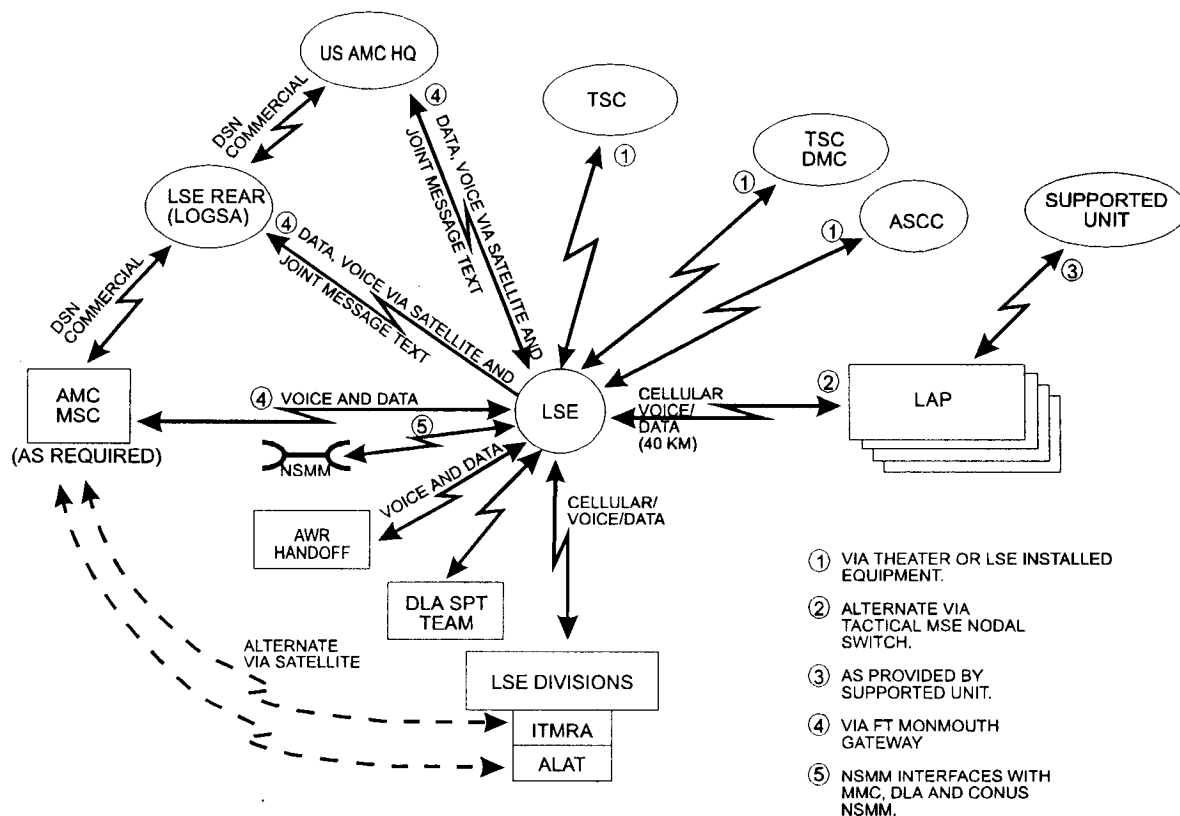 US AMC HQ
TSC
TSC
DMC
ASCC
SUPPORTED
UNIT
LSE REAR
(LOGSA)
DSN
COMMERCIAL
④ DATA, VOICE VIA SATELLITE AND
JOINT MESSAGE TEXT
①
①
①
③
④ DATA, VOICE VIA SATELLITE AND
JOINT MESSAGE TEXT
DSN
COMMERCIAL
AMC
MSC
(AS REQUIRED)
④ VOICE AND DATA
⑤
NSMM
LSE
CELLULAR
VOICE/
DATA
(40 KM)
②
LAP
VOICE AND DATA
AWR
HANDOFF
DLA SPT
TEAM
CELLULAR/
VOICE/DATA
ALTERNATE
VIA SATELLITE
LSE DIVISIONS
ITMRA
ALAT
① VIA THEATER OR LSE INSTALLED
EQUIPMENT.
② ALTERNATE VIA
TACTICAL MSE NODAL
SWITCH.
③ AS PROVIDED BY
SUPPORTED UNIT.
④ VIA FT MONMOUTH
GATEWAY
⑤ NSMM INTERFACES WITH
MMC, DLA AND CONUS
NSMM.